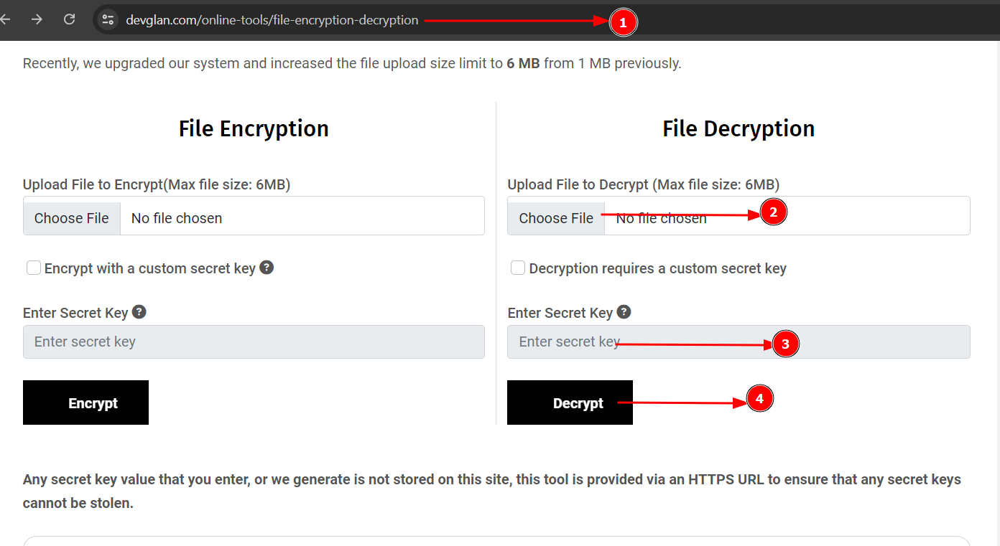 devglan.com/online-tools/file-encryption-decryption
1
Recently, we upgraded our system and increased the file upload size limit to 6 MB from 1 MB previously.
File Encryption
Upload File to Encrypt(Max file size: 6MB)
Choose File No file chosen
Encrypt with a custom secret key ?
Enter Secret Key ?
Enter secret key
Encrypt
File Decryption
Upload File to Decrypt (Max file size: 6MB)
Choose File No file chosen
2
Decryption requires a custom secret key
Enter Secret Key ?
Enter secret key
3
Decrypt
4
Any secret key value that you enter, or we generate is not stored on this site, this tool is provided via an HTTPS URL to ensure that any secret keys
cannot be stolen.